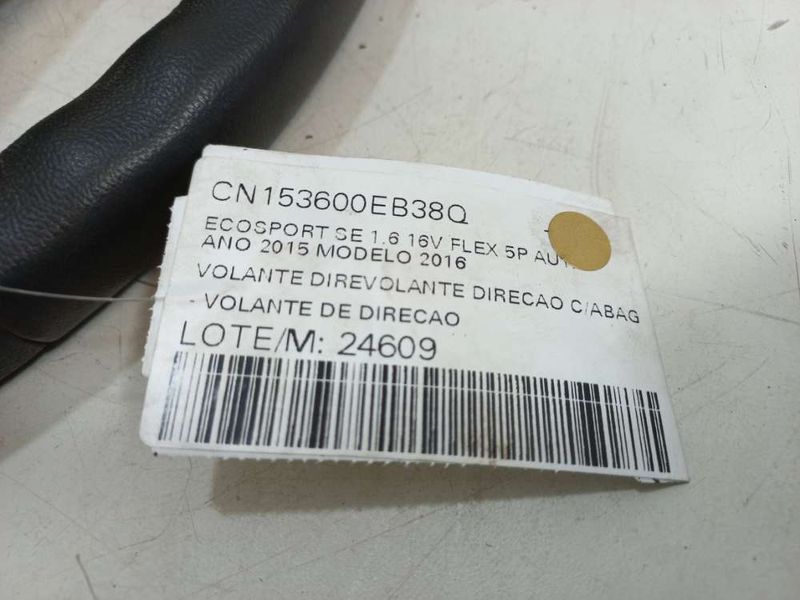 CN153600EB38Q
ECOSPORT SE 1.6 16V FLEX 5P
ANO 2015 MODELO 2016
VOLANTE DIREVOLANTE DIRECAO C/ABAG
- VOLANTE DE DIRECAO
LOTE/M: 24609